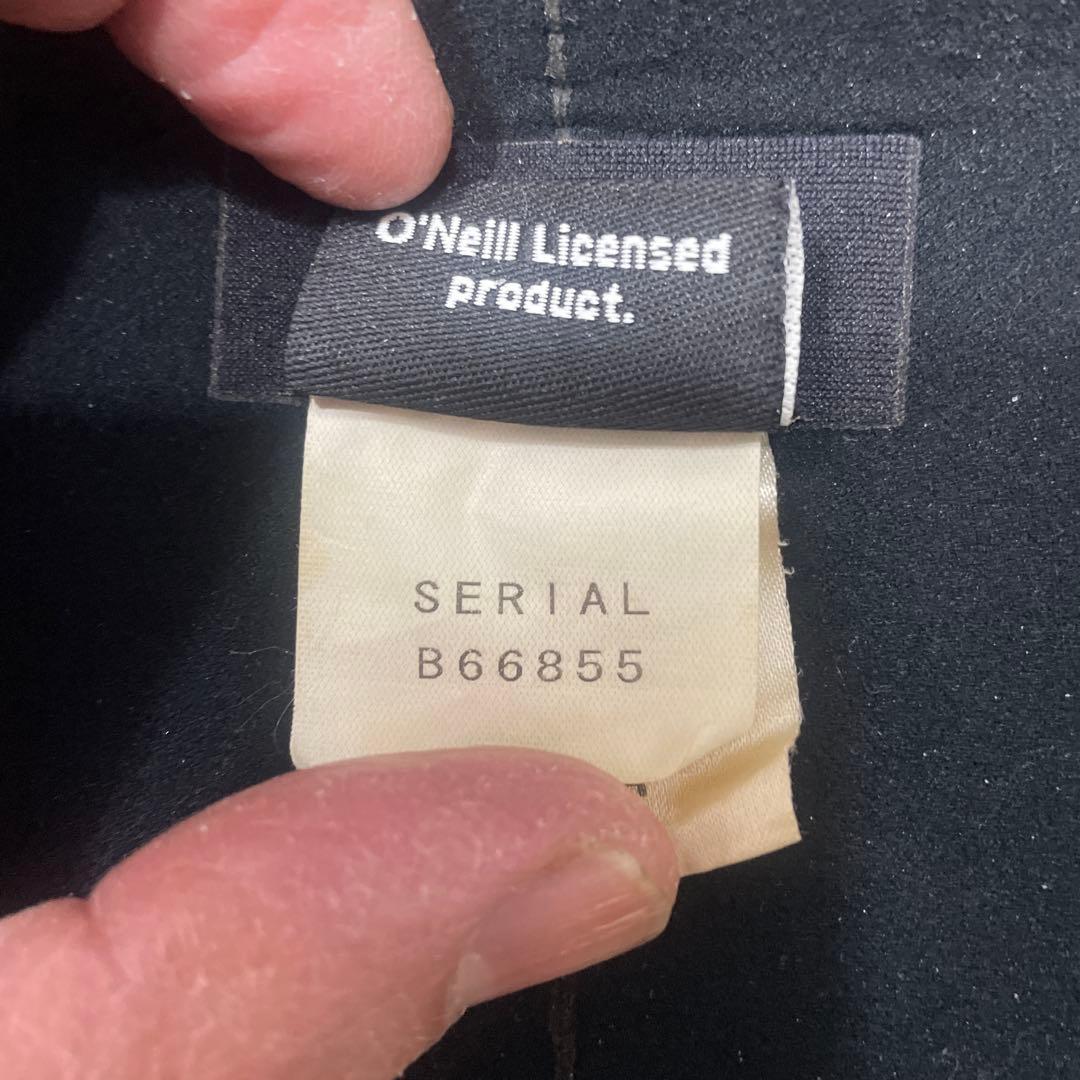 O'Neill Licensed
product.
SERIAL
B66855